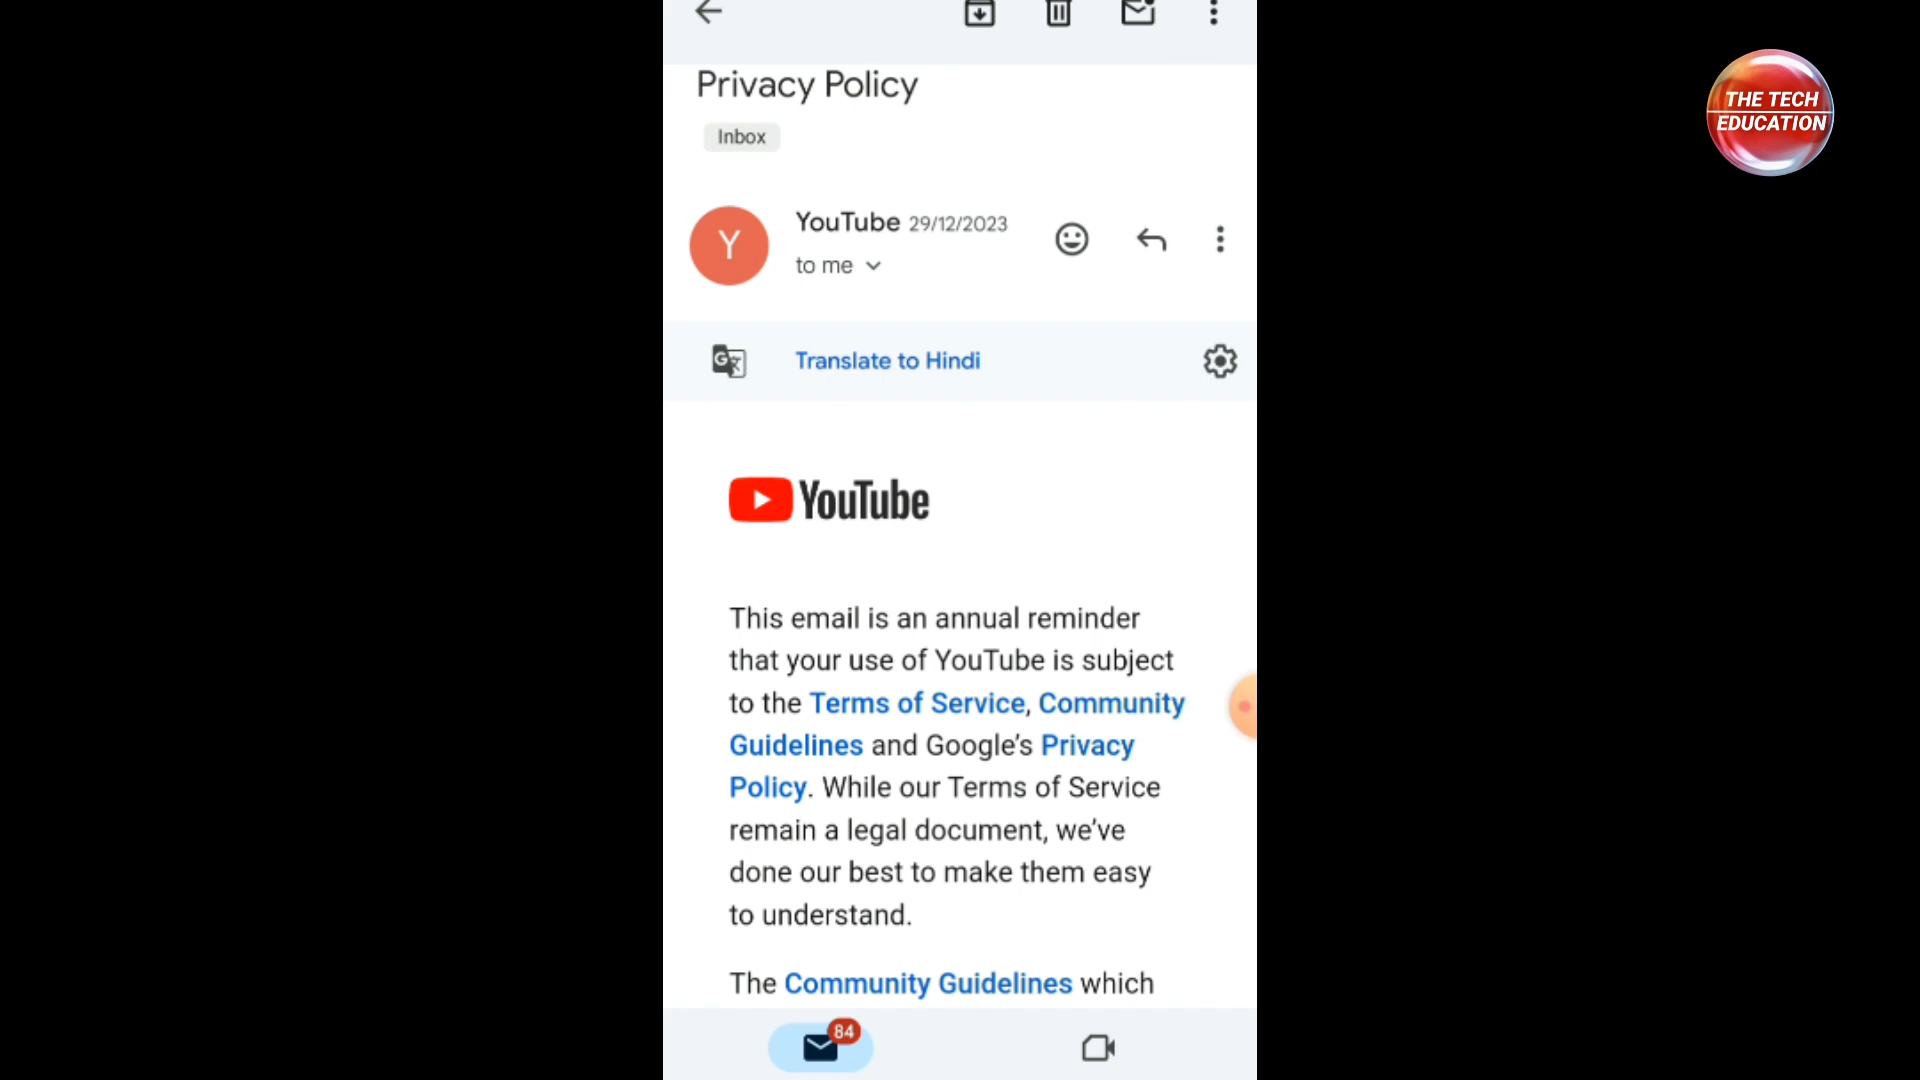 Privacy Policy
Inbox
Y
YouTube 29/12/2023
to me
Translate to Hindi
YouTube
This email is an annual reminder
that your use of YouTube is subject
to the Terms of Service, Community
Guidelines and Google's Privacy
Policy. While our Terms of Service
remain a legal document, we've
done our best to make them easy
to understand.
The Community Guidelines which
84
THE TECH
EDUCATION